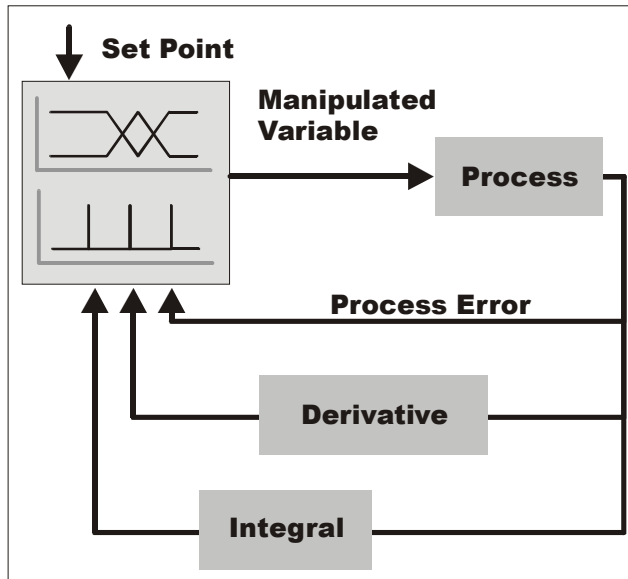 Set Point
Manipulated
Variable
Process
Process Error
Derivative
Integral